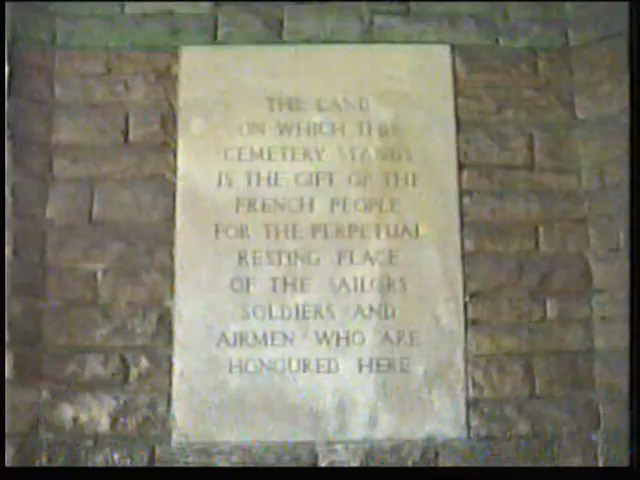 THE LAND
ON WHICH THIS
CEMETERY STANDS
IS THE GIFT OF THE
FRENCH PEOPLE
FOR THE PERPETUAL
RESTING PLACE
OF THE SAILORS
SOLDIERS AND
AIRMEN WHO ARE
HONOURED HERE